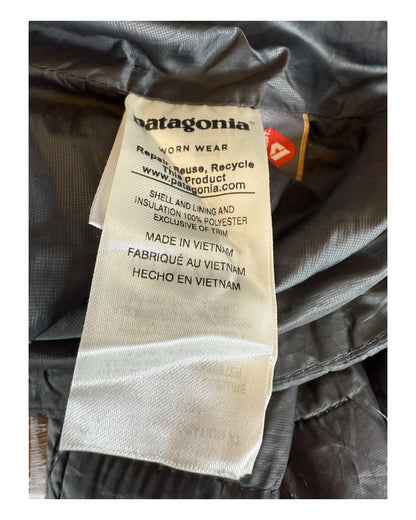 patagonia
WORN WEAR
Repair, Reuse, Recycle
This Product
www.patagonia.com
SHELL AND LINING AND
INSULATION 100% POLYESTER
EXCLUSIVE OF TRIM
MADE IN VIETNAM
FABRIQUÉ AU VIETNAM
HECHO EN VIETNAM